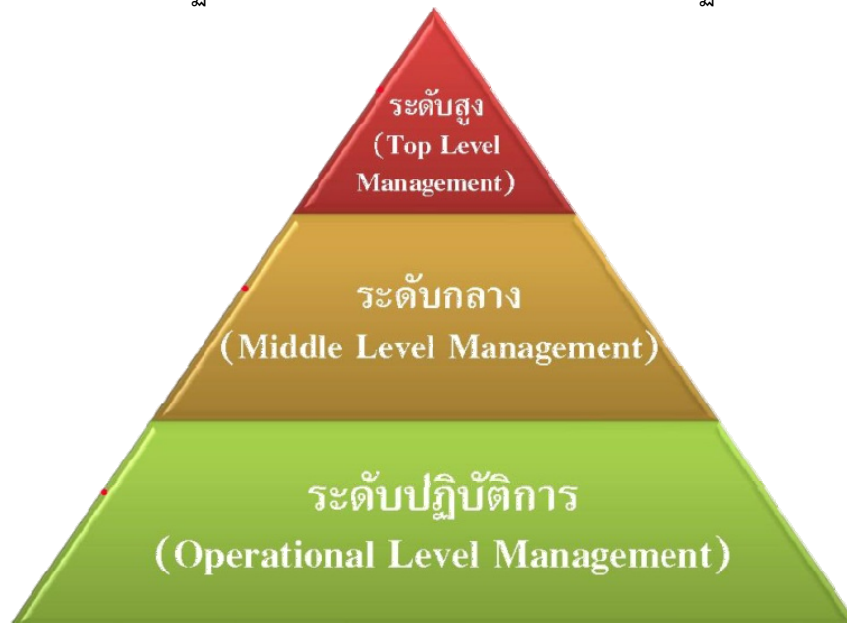 ระดับสูง
(Top Level
Management)
ระดับกลาง
(Middle Level Management)
ระดับปฏิบัติการ
(Operational Level Management)